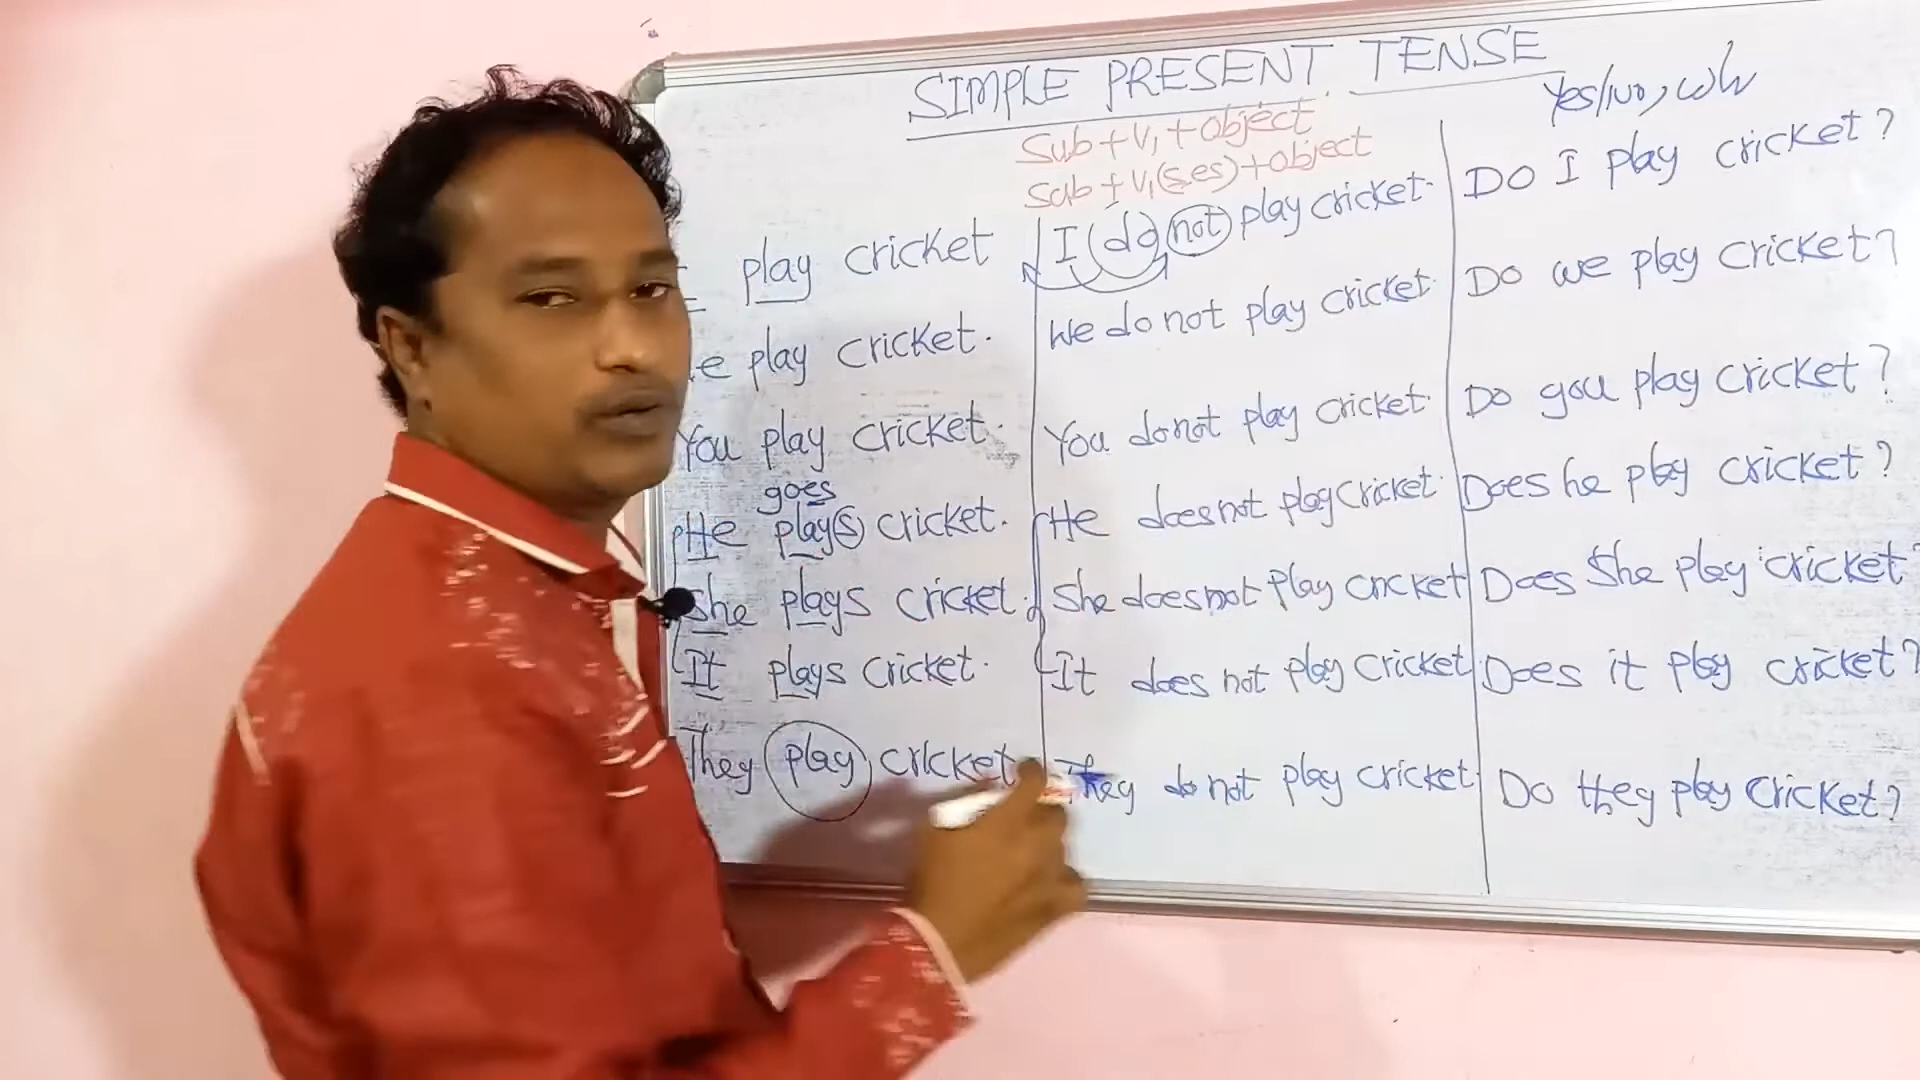 SIMPLE PRESENT TENSE
Yes/No, wh
Sub + V1 + object
Sub + V1(s.es) + object
play cricket
e play cricket.
You play cricket.
goes
He plays cricket.
She plays cricket.
It plays cricket.
They play cricket
I do not play cricket.
We do not play cricket.
You do not play cricket.
He does not play cricket.
She does not play cricket
It does not play cricket
They do not play cricket
Do I play cricket?
Do we play cricket?
Do you play cricket?
Does he play cricket?
Does She play cricket?
Does it play cricket?
Do they play cricket?